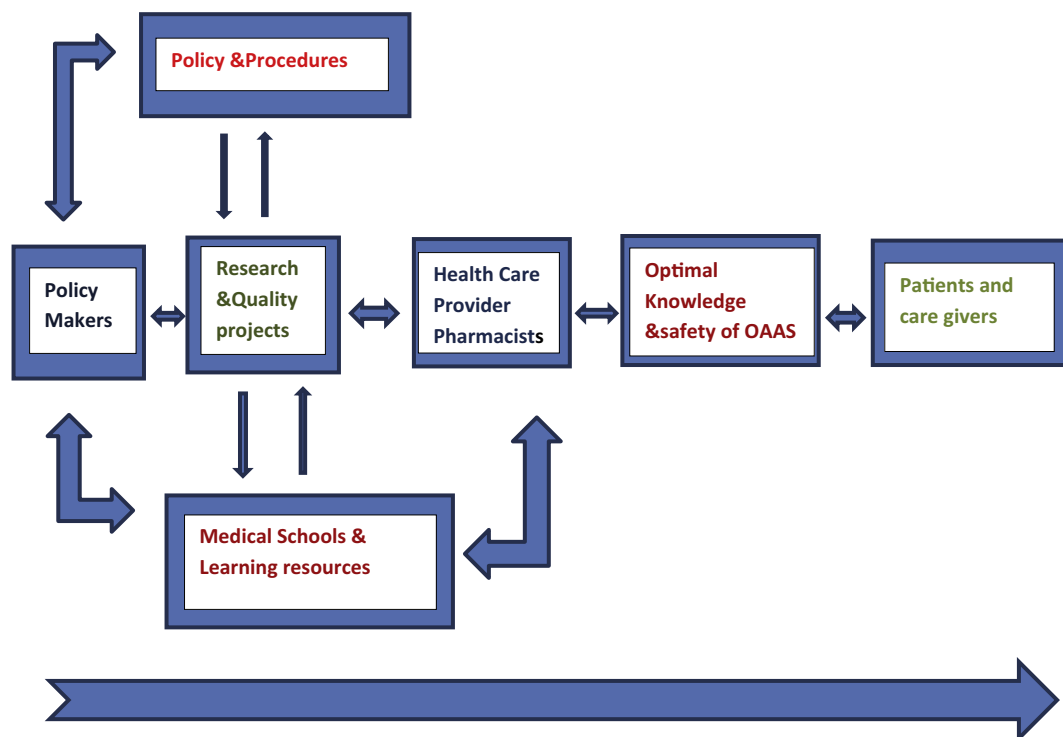 Policy &Procedures
Policy
Makers
Research
&Quality
projects
Health Care
Provider
Pharmacists
Optimal
Knowledge
&safety of OAAS
Patients and
care givers
Medical Schools &
Learning resources